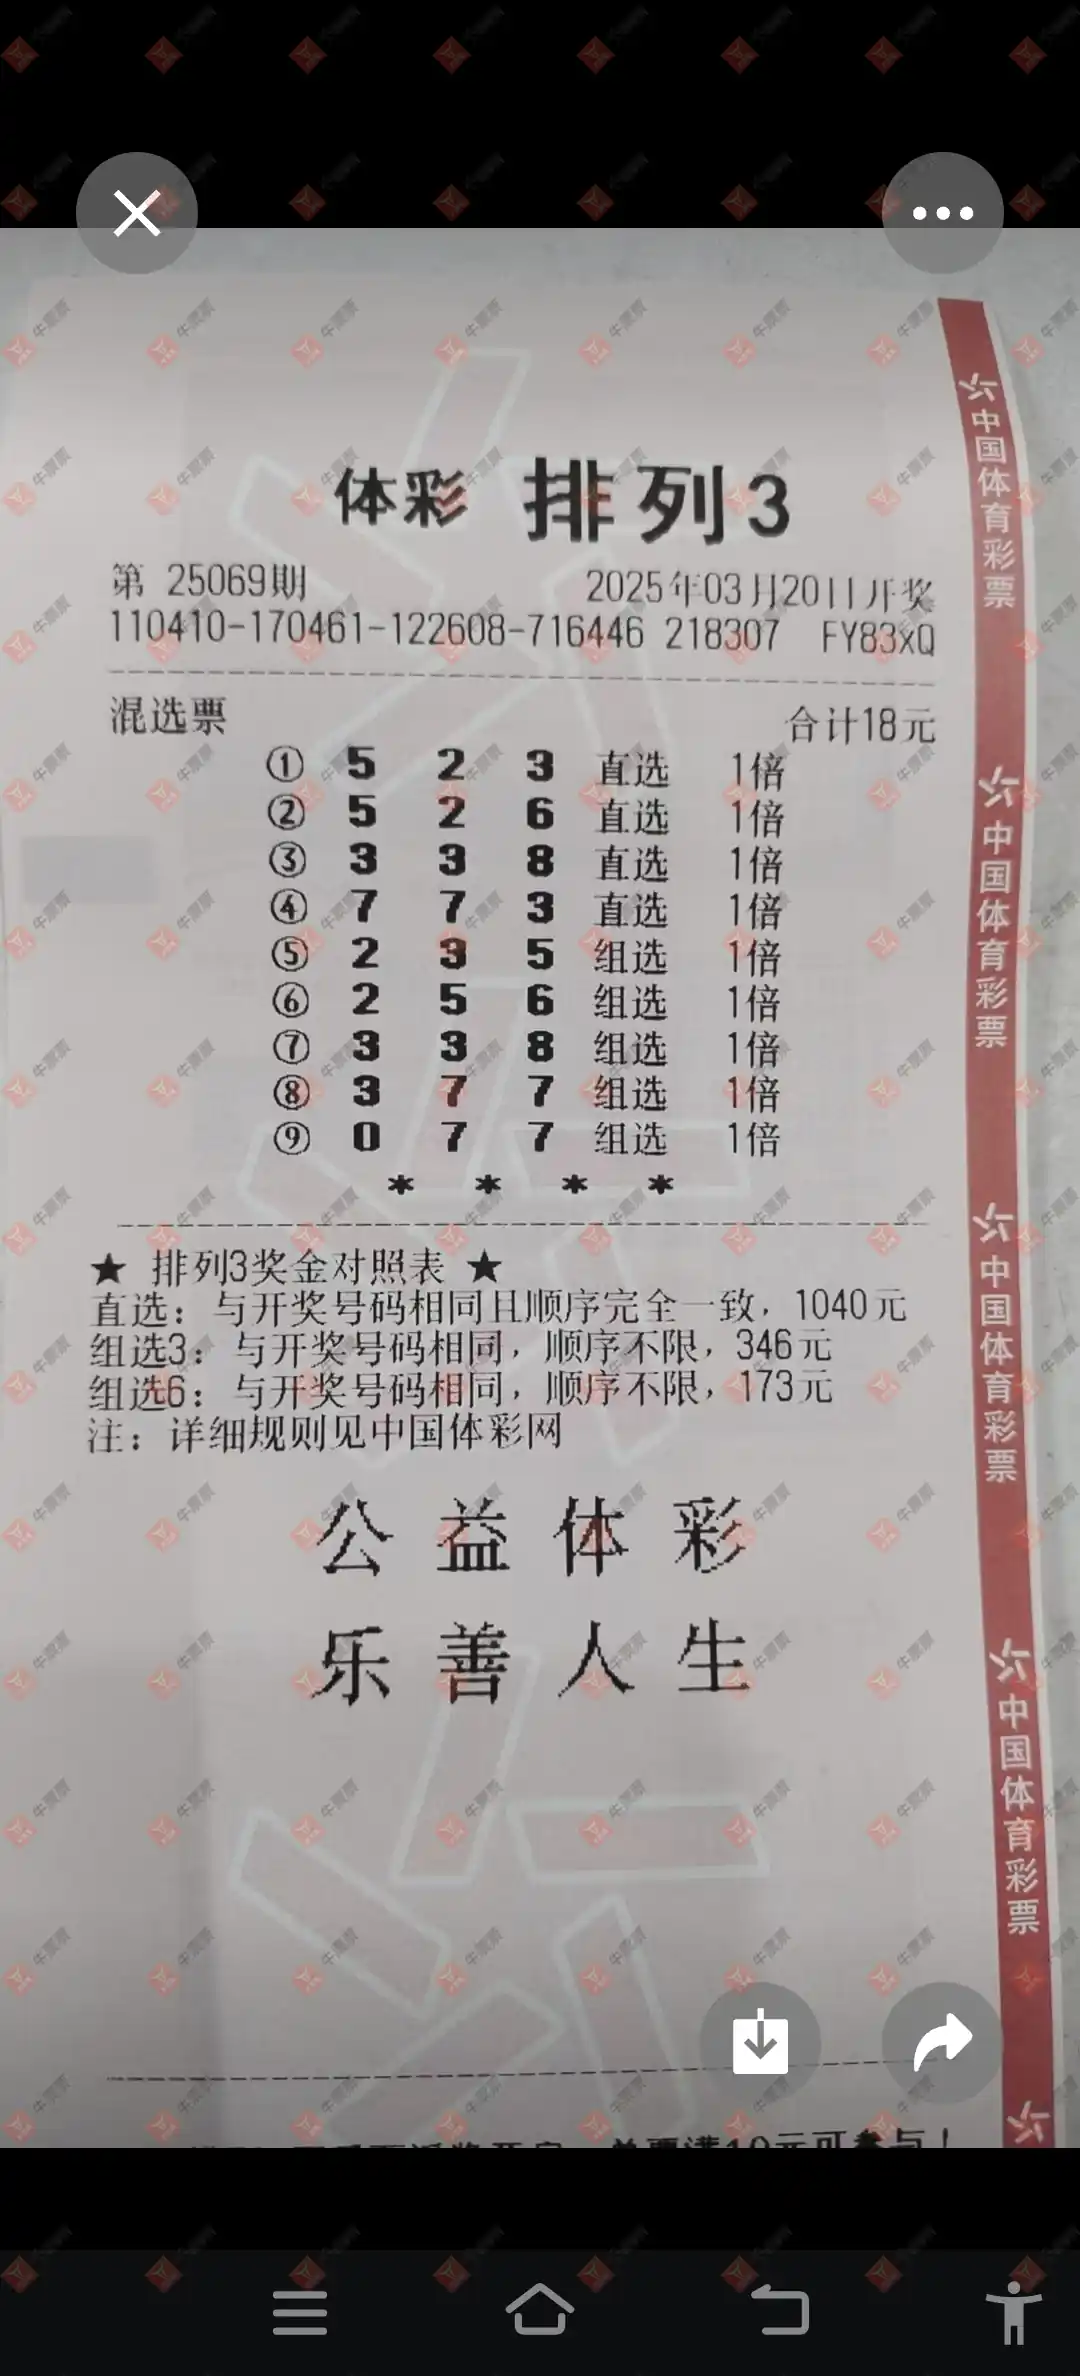 体彩 排列3
第 25069期 2025年03月20日开奖
110410-170461-122608-716446 218307 FY83xQ
混选票 合计18元
① 5 2 3 直选 1倍
② 5 2 6 直选 1倍
③ 3 3 8 直选 1倍
④ 7 7 3 直选 1倍
⑤ 2 3 5 组选 1倍
⑥ 2 5 6 组选 1倍
⑦ 3 3 8 组选 1倍
⑧ 3 7 7 组选 1倍
⑨ 0 7 7 组选 1倍
* * * *
★ 排列3奖金对照表 ★
直选：与开奖号码相同且顺序完全一致，1040元
组选3：与开奖号码相同，顺序不限，346元
组选6：与开奖号码相同，顺序不限，173元
注：详细规则见中国体彩网
公益体彩
乐善人生
单票满10元可参与！
中国体育彩票
中国体育彩票
中国体育彩票
中国体育彩票